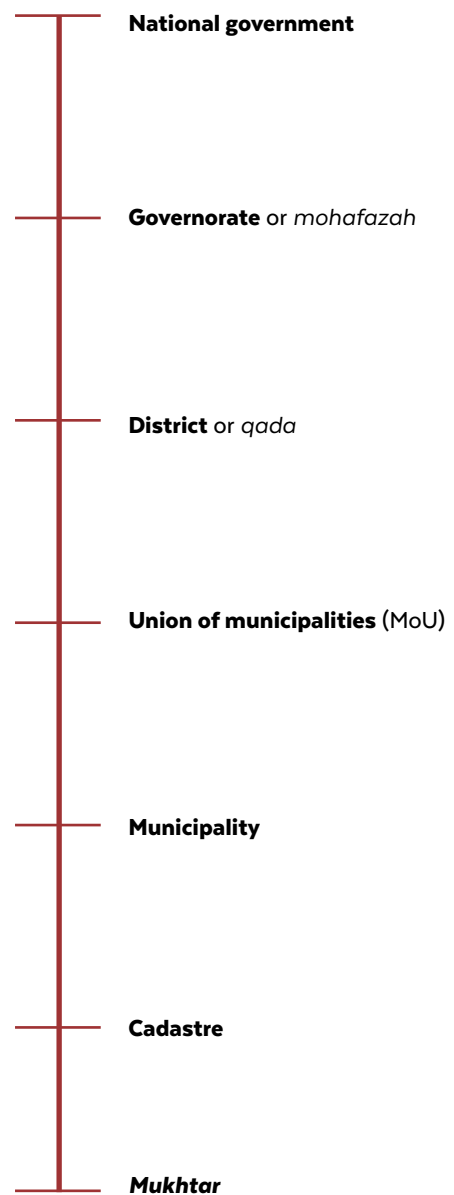 National government
Governorate or mohafazah
District or qada
Union of municipalities (MoU)
Municipality
Cadastre
Mukhtar